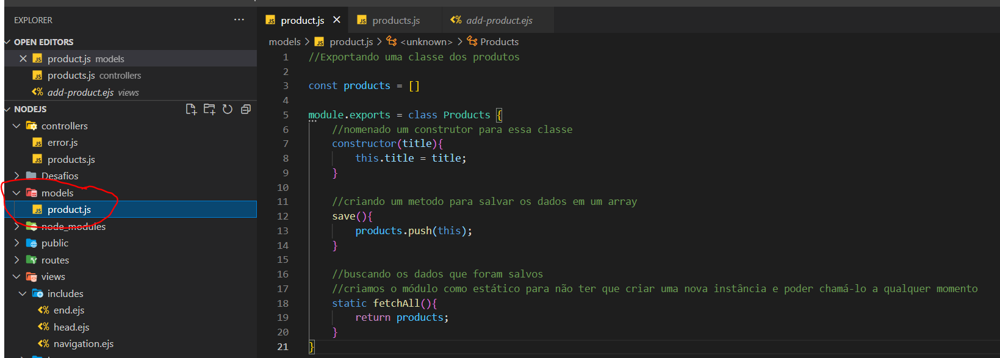 EXPLORER
OPEN EDITORS
product.js models
products.js controllers
add-product.ejs views
NODEJS
controllers
error.js
products.js
Desafios
models
product.js
node_modules
public
routes
views
includes
end.ejs
head.ejs
navigation.ejs
product.js
products.js
add-product.ejs
models > product.js > <unknown> > Products
1 //Exportando uma classe dos produtos
2
3 const products = []
4
5 module.exports = class Products {
6 //nomenado um construtor para essa classe
7 constructor(title){
8 this.title = title;
9 }
10
11 //criando um metodo para salvar os dados em um array
12 save(){
13 products.push(this);
14 }
15
16 //buscando os dados que foram salvos
17 //criamos o módulo como estático para não ter que criar uma nova instância e poder chamá-lo a qualquer momento
18 static fetchAll(){
19 return products;
20 }
21 }